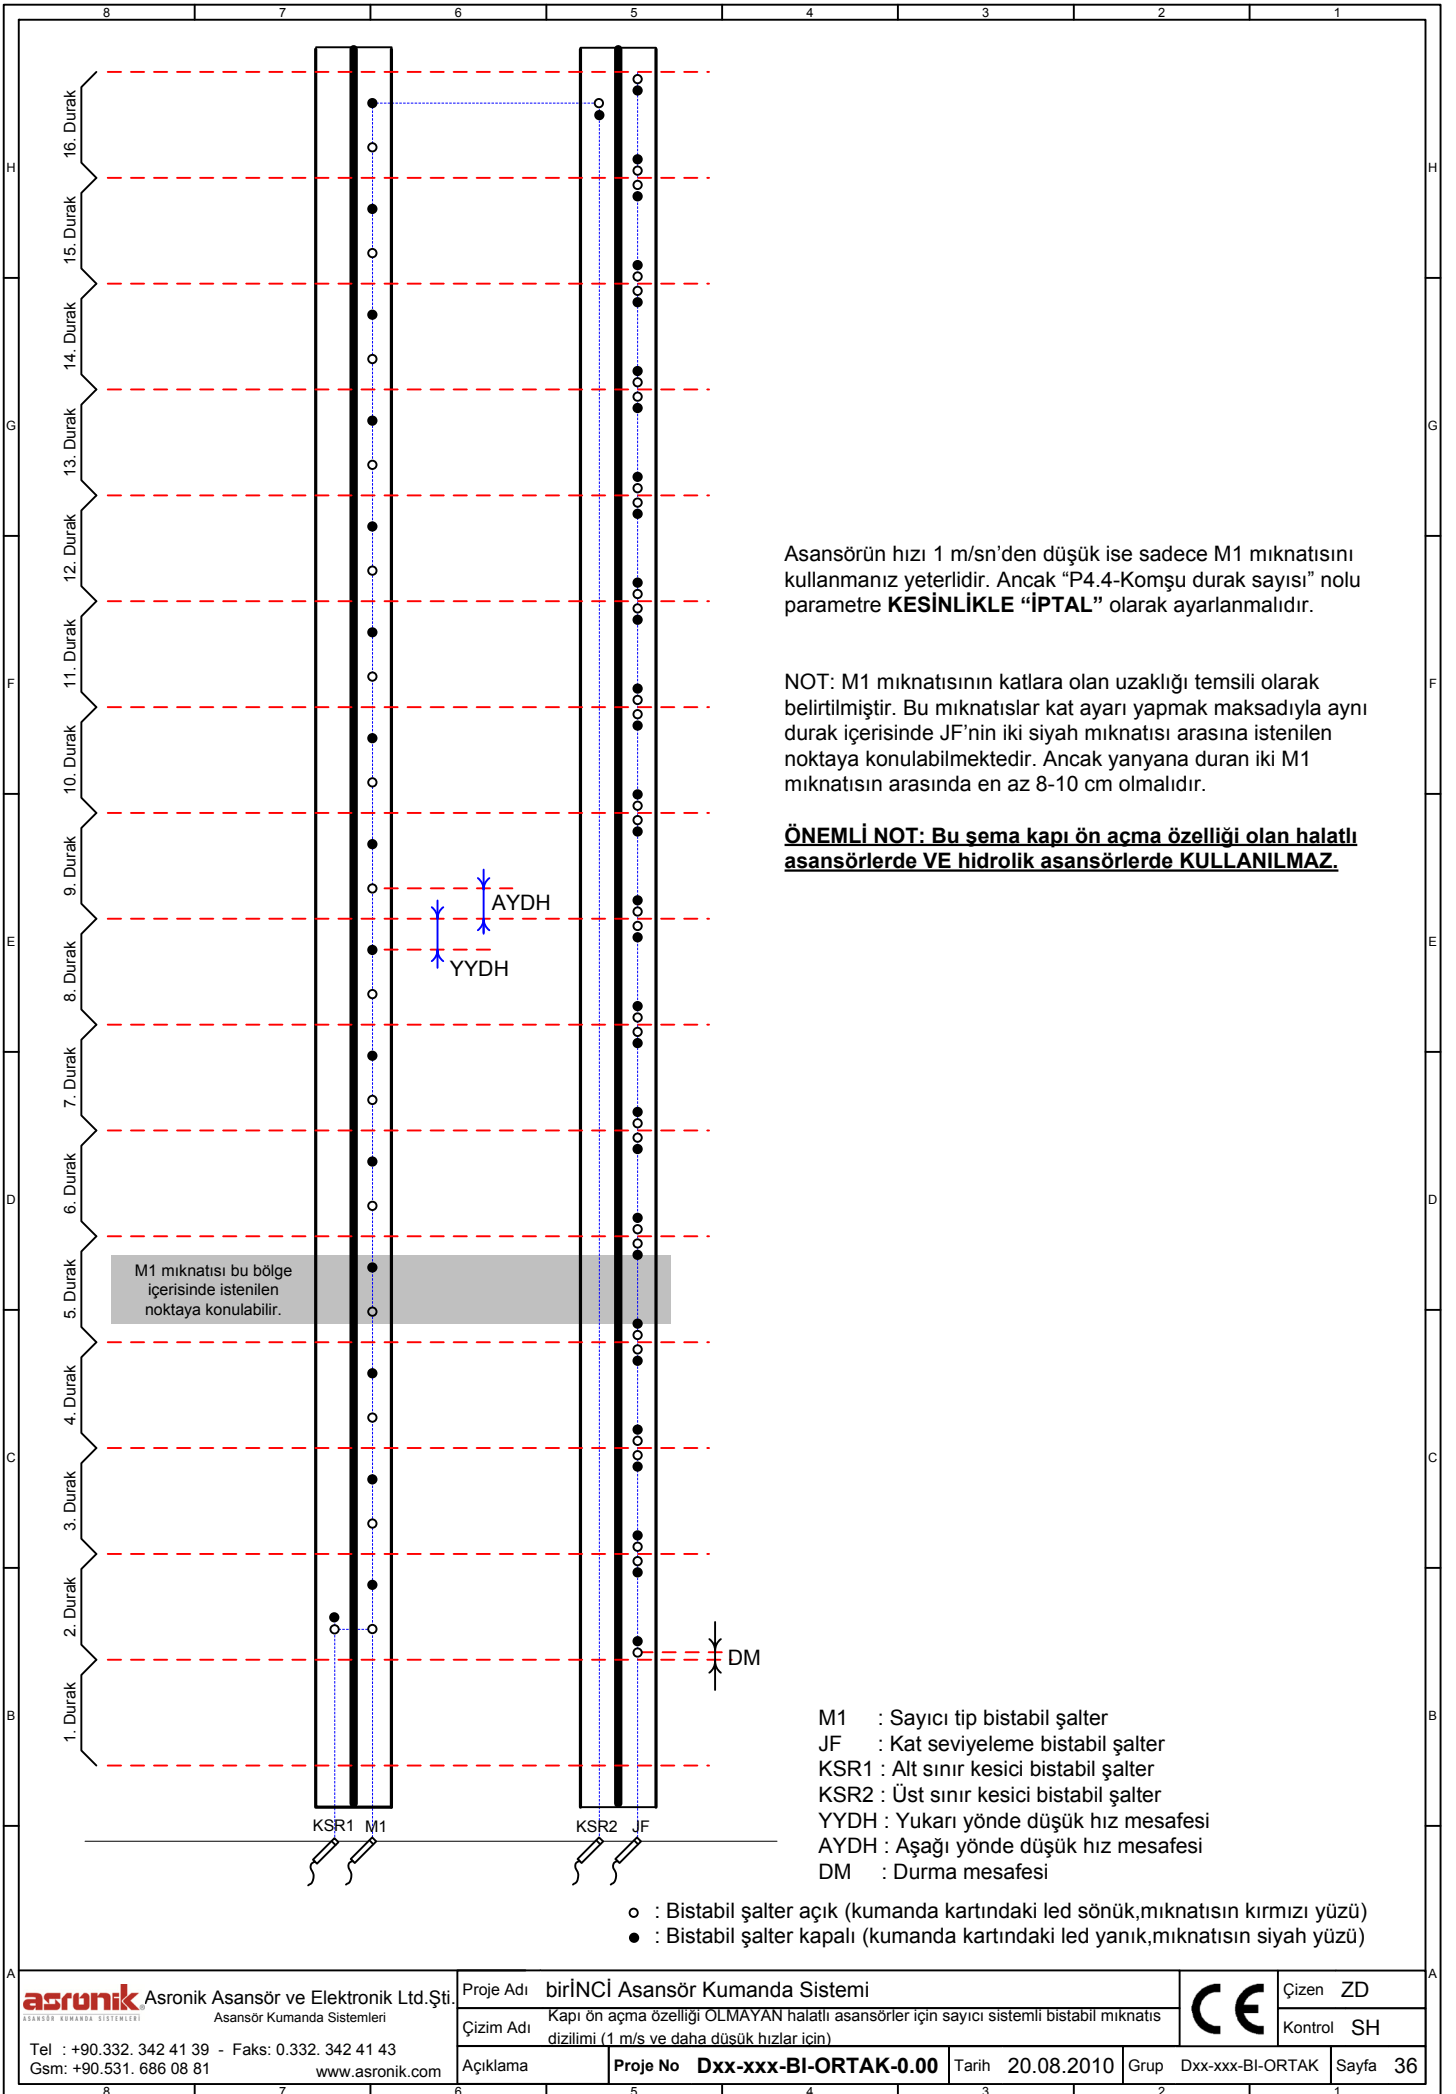 8 7 6 5 4 3 2 1
H H
G G
F F
E E
D D
C C
B B
A A
16. Durak
15. Durak
14. Durak
13. Durak
12. Durak
11. Durak
10. Durak
9. Durak
8. Durak
7. Durak
6. Durak
5. Durak
4. Durak
3. Durak
2. Durak
1. Durak
Asansörün hızı 1 m/sn'den düşük ise sadece M1 mıknatısını
kullanmanız yeterlidir. Ancak “P4.4-Komşu durak sayısı” nolu
parametre KESİNLİKLE “İPTAL” olarak ayarlanmalıdır.
NOT: M1 mıknatısının katlara olan uzaklığı temsili olarak
belirtilmiştir. Bu mıknatıslar kat ayarı yapmak maksadıyla aynı
durak içerisinde JF'nin iki siyah mıknatısı arasına istenilen
noktaya konulabilmektedir. Ancak yanyana duran iki M1
mıknatısın arasında en az 8-10 cm olmalıdır.
ÖNEMLİ NOT: Bu şema kapı ön açma özelliği olan halatlı
asansörlerde VE hidrolik asansörlerde KULLANILMAZ.
AYDH
YYDH
M1 mıknatısı bu bölge
içerisinde istenilen
noktaya konulabilir.
DM
KSR1 M1 KSR2 JF
M1 : Sayıcı tip bistabil şalter
JF : Kat seviyeleme bistabil şalter
KSR1 : Alt sınır kesici bistabil şalter
KSR2 : Üst sınır kesici bistabil şalter
YYDH : Yukarı yönde düşük hız mesafesi
AYDH : Aşağı yönde düşük hız mesafesi
DM : Durma mesafesi
○ : Bistabil şalter açık (kumanda kartındaki led sönük,mıknatısın kırmızı yüzü)
● : Bistabil şalter kapalı (kumanda kartındaki led yanık,mıknatısın siyah yüzü)
asronik
ASANSÖR KUMANDA SİSTEMLERİ
Asronik Asansör ve Elektronik Ltd.Şti.
Asansör Kumanda Sistemleri
Tel : +90.332. 342 41 39 - Faks: 0.332. 342 41 43
Gsm: +90.531. 686 08 81 www.asronik.com
Proje Adı birİNCİ Asansör Kumanda Sistemi
Çizim Adı Kapı ön açma özelliği OLMAYAN halatlı asansörler için sayıcı sistemli bistabil mıknatıs
dizilimi (1 m/s ve daha düşük hızlar için)
CE
Çizen ZD
Kontrol SH
Açıklama Proje No Dxx-xxx-BI-ORTAK-0.00 Tarih 20.08.2010 Grup Dxx-xxx-BI-ORTAK Sayfa 36
8 7 6 5 4 3 2 1